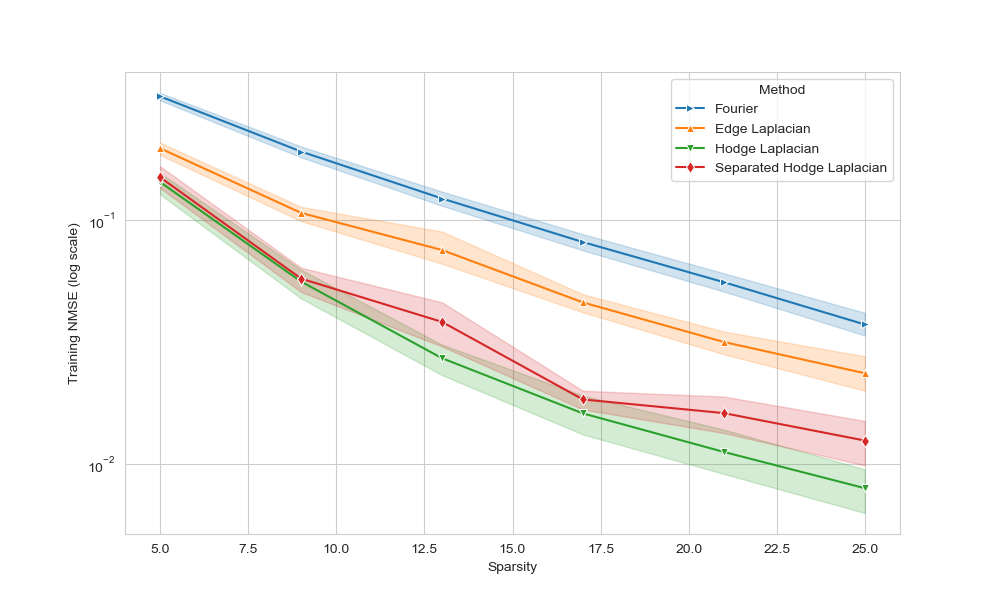 Method
Fourier
Edge Laplacian
Hodge Laplacian
Separated Hodge Laplacian
Training NMSE (log scale)
10⁻¹
10⁻²
5.0 7.5 10.0 12.5 15.0 17.5 20.0 22.5 25.0
Sparsity